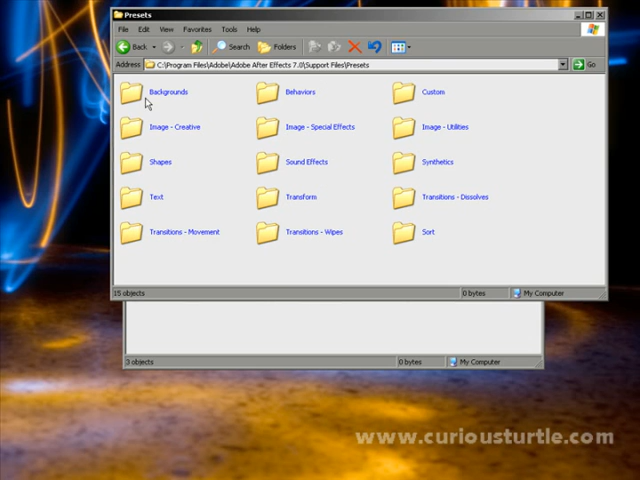 Presets
File Edit View Favorites Tools Help
Back Search Folders
Address C:\Program Files\Adobe\Adobe After Effects 7.0\Support Files\Presets Go
Backgrounds Behaviors Custom
Image - Creative Image - Special Effects Image - Utilities
Shapes Sound Effects Synthetics
Text Transform Transitions - Dissolves
Transitions - Movement Transitions - Wipes Sort
15 objects 0 bytes My Computer
3 objects 0 bytes My Computer
www.curiousturtle.com